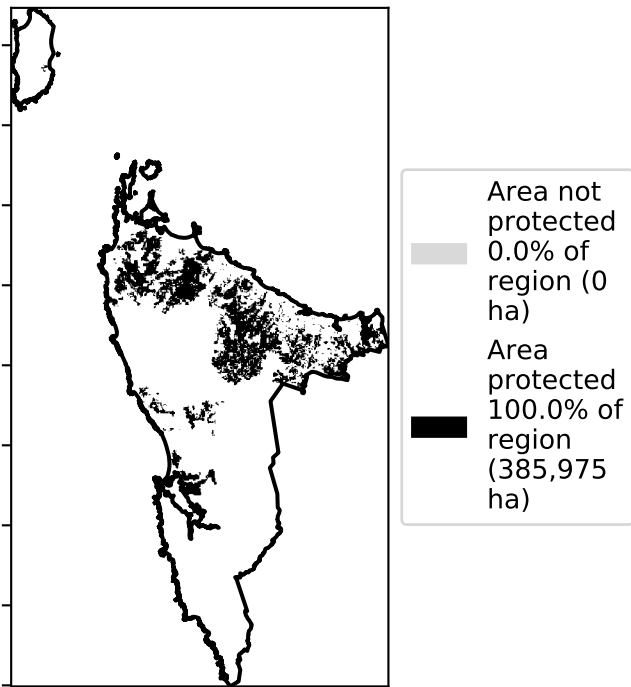 Area not
protected
0.0% of
region (0
ha)
Area
protected
100.0% of
region
(385,975
ha)